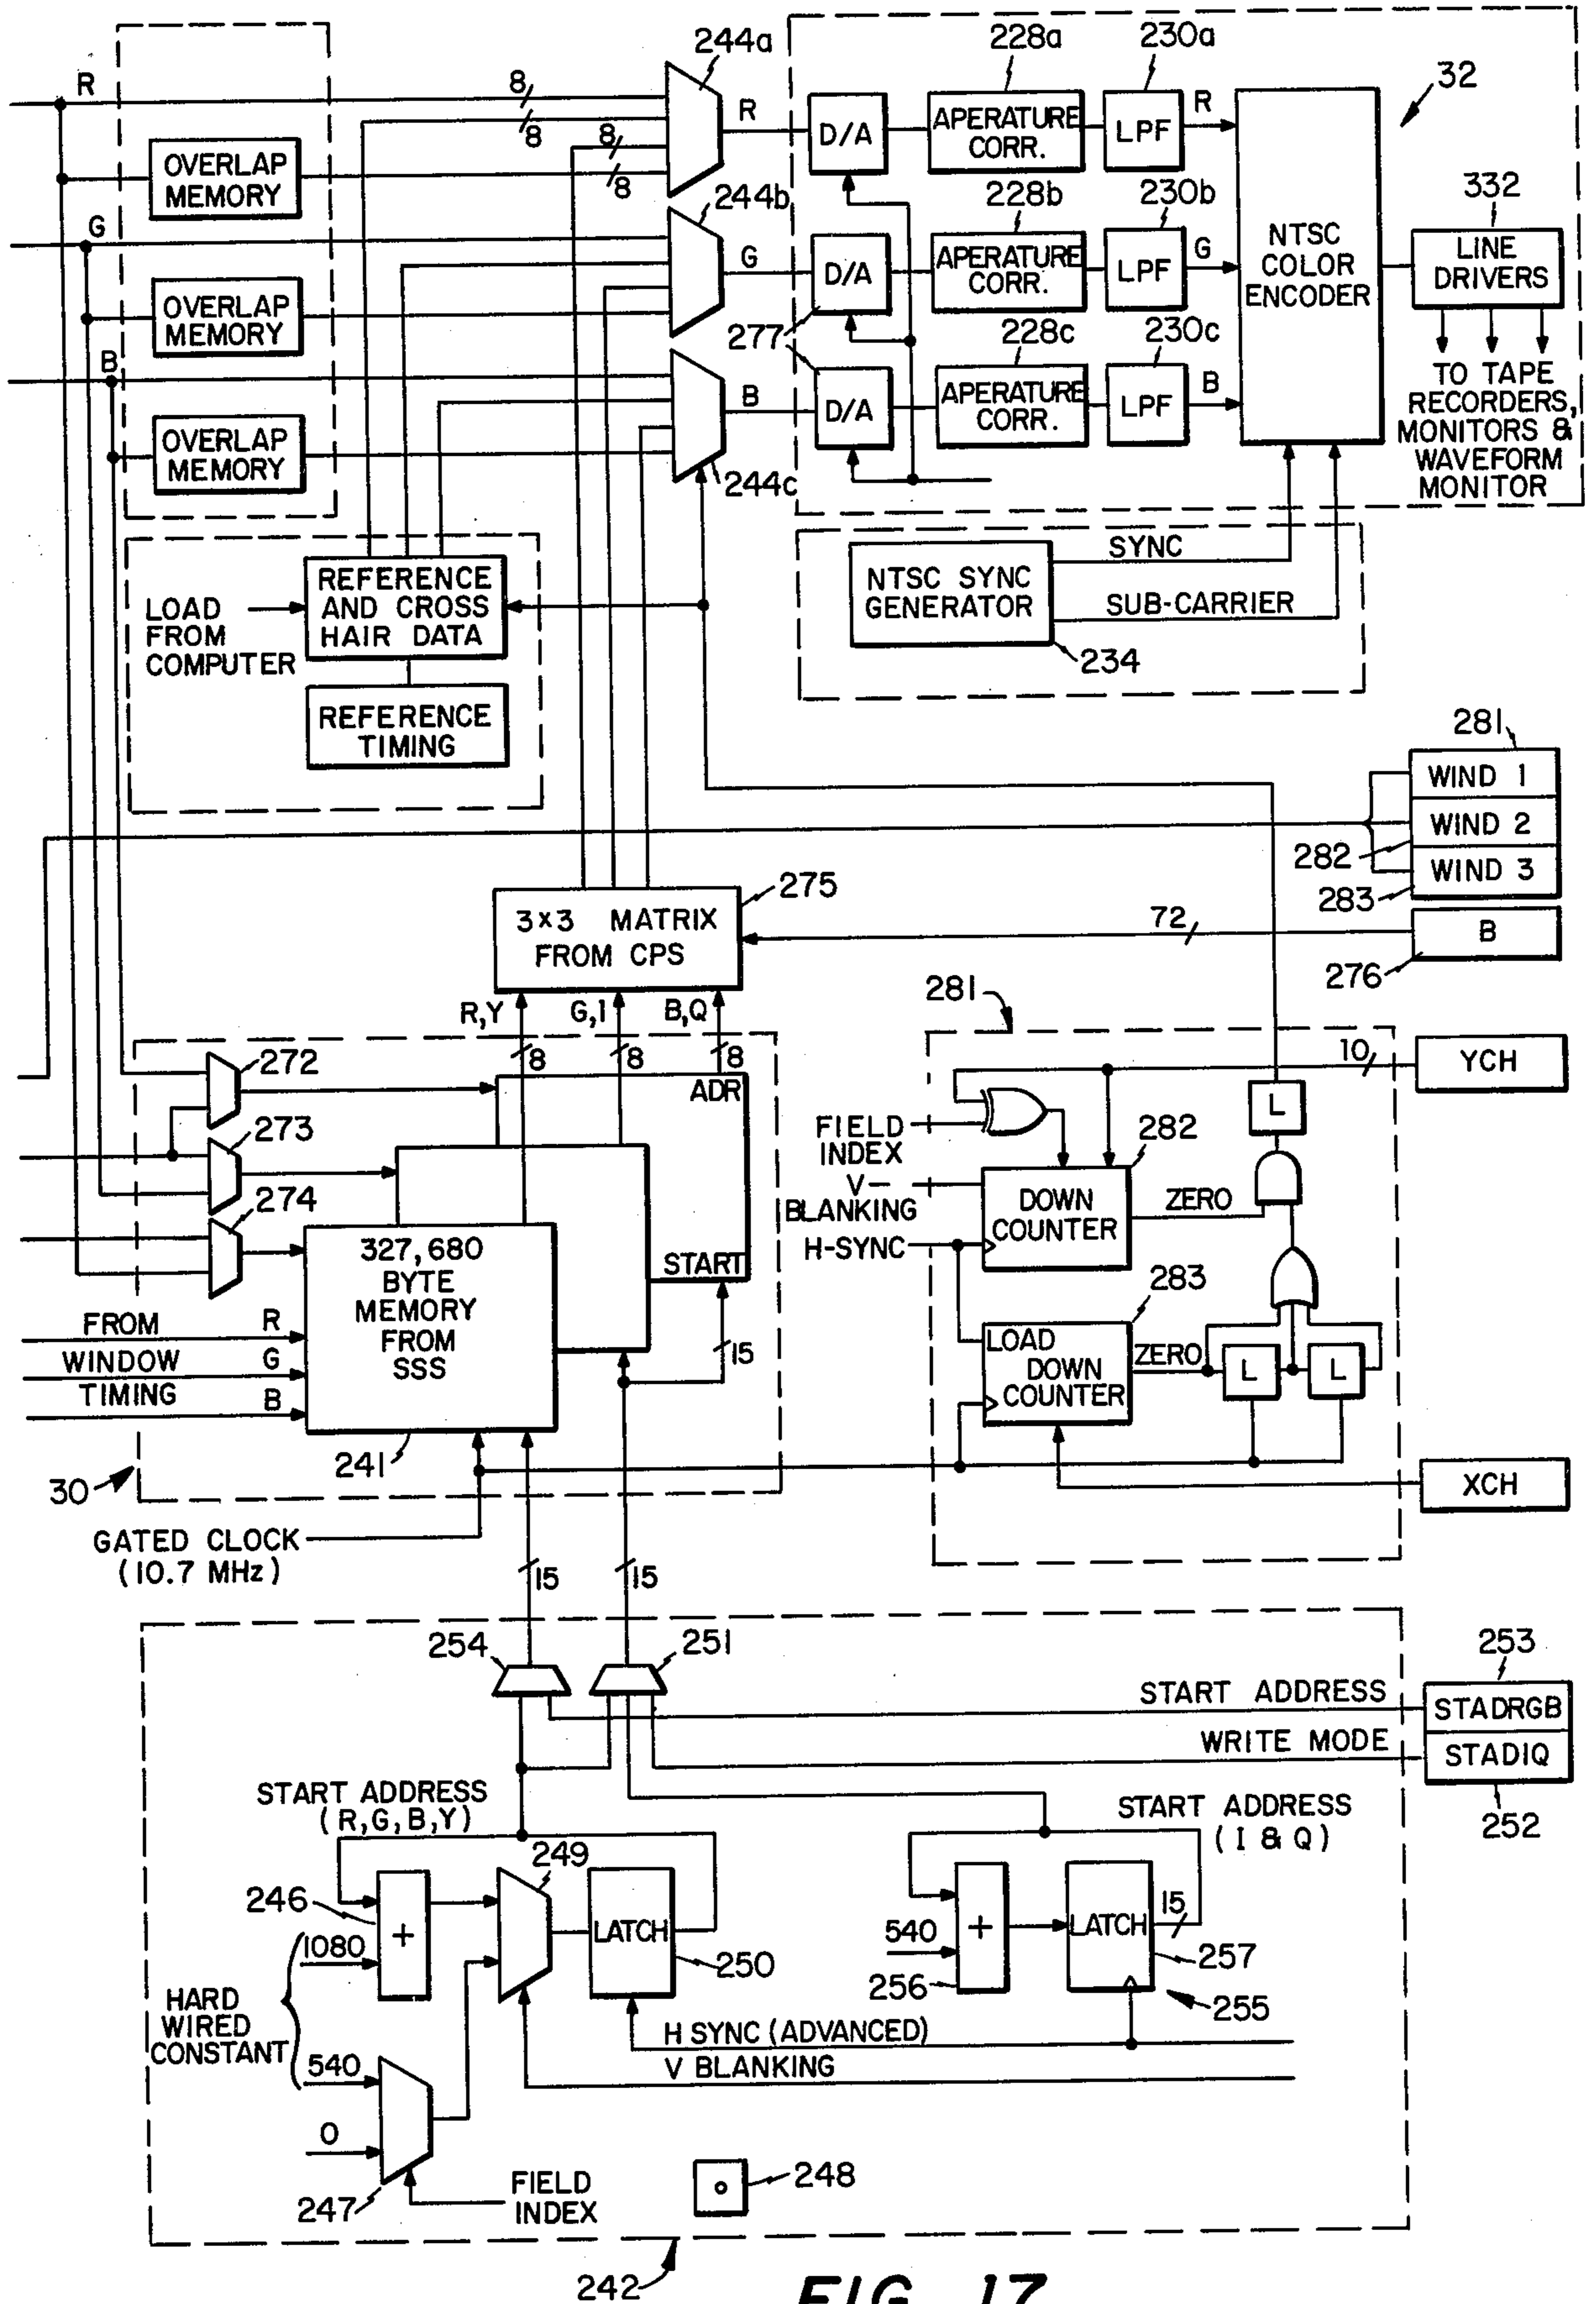 244a
228a
230a
32
R
8
8
8
8
R
D/A
APERATURE
CORR.
LPF
R
OVERLAP
MEMORY
244b
228b
230b
332
G
G
D/A
APERATURE
CORR.
LPF
G
NTSC
COLOR
ENCODER
LINE
DRIVERS
OVERLAP
MEMORY
277
228c
230c
B
B
D/A
APERATURE
CORR.
LPF
B
TO TAPE
RECORDERS,
MONITORS &
WAVEFORM
MONITOR
OVERLAP
MEMORY
244c
REFERENCE
AND CROSS
HAIR DATA
LOAD
FROM
COMPUTER
NTSC SYNC
GENERATOR
SYNC
SUB-CARRIER
234
REFERENCE
TIMING
281
WIND 1
WIND 2
282
WIND 3
283
275
3×3 MATRIX
FROM CPS
72
B
276
R,Y
G,I
B,Q
281
272
8
8
8
ADR
10
YCH
273
FIELD
INDEX
L
282
274
V-
BLANKING
DOWN
COUNTER
ZERO
H-SYNC
327,680
BYTE
MEMORY
FROM
SSS
START
283
FROM
WINDOW
TIMING
R
G
B
15
LOAD
DOWN
COUNTER
ZERO
L
L
241
30
XCH
GATED CLOCK
(10.7 MHz)
15
15
254
251
253
START ADDRESS
STADRGB
WRITE MODE
STADIQ
252
START ADDRESS
(R,G,B,Y)
START ADDRESS
(I & Q)
249
246
+
1080
LATCH
250
540
+
256
LATCH
15
257
255
HARD
WIRED
CONSTANT
H SYNC (ADVANCED)
V BLANKING
540
0
247
FIELD
INDEX
248
242
FIG. 17